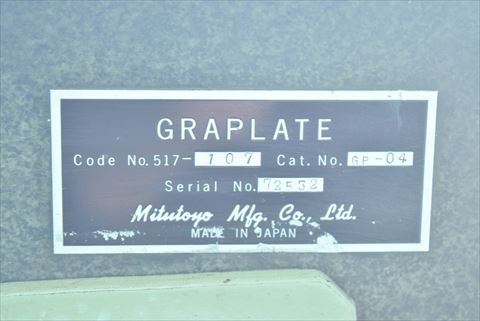 GRAPLATE
Code No. 517-107 Cat. No. GP-04
Serial No. 72532
Mitutoyo Mfg. Co., Ltd.
MADE IN JAPAN